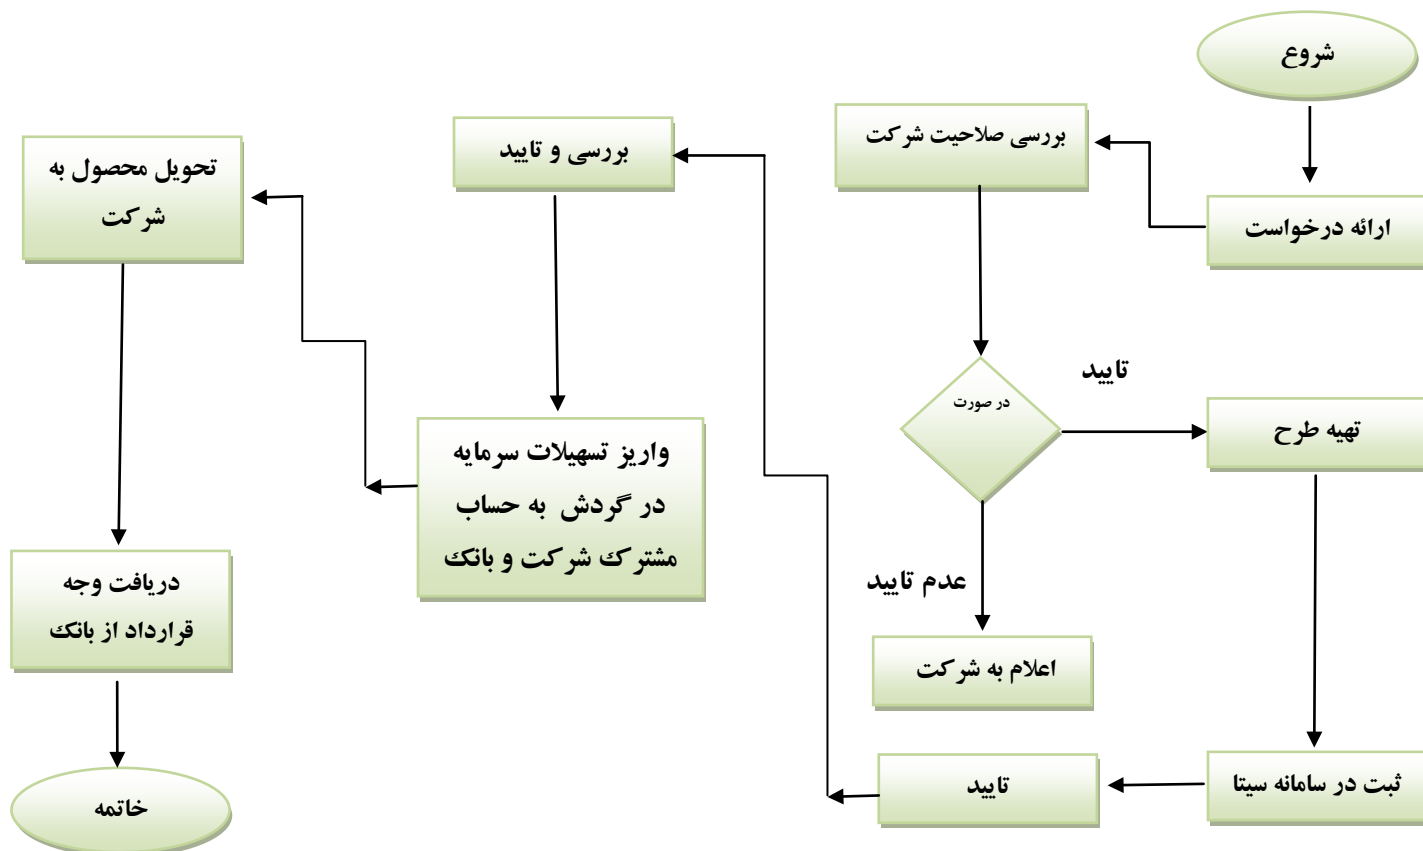 شروع
ارائه درخواست
بررسی صلاحیت شرکت
در صورت
تایید
عدم تایید
اعلام به شرکت
تهیه طرح
ثبت در سامانه سیتا
تایید
بررسی و تایید
واریز تسهیلات سرمایه
در گردش به حساب
مشترک شرکت و بانک
تحویل محصول به
شرکت
دریافت وجه
قرارداد از بانک
خاتمه